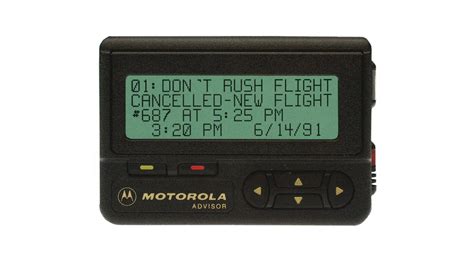 01: DON'T RUSH FLIGHT
CANCELLED-NEW FLIGHT
#687 AT 5:25 PM
3:20 PM 6/14/91
MOTOROLA
ADVISOR